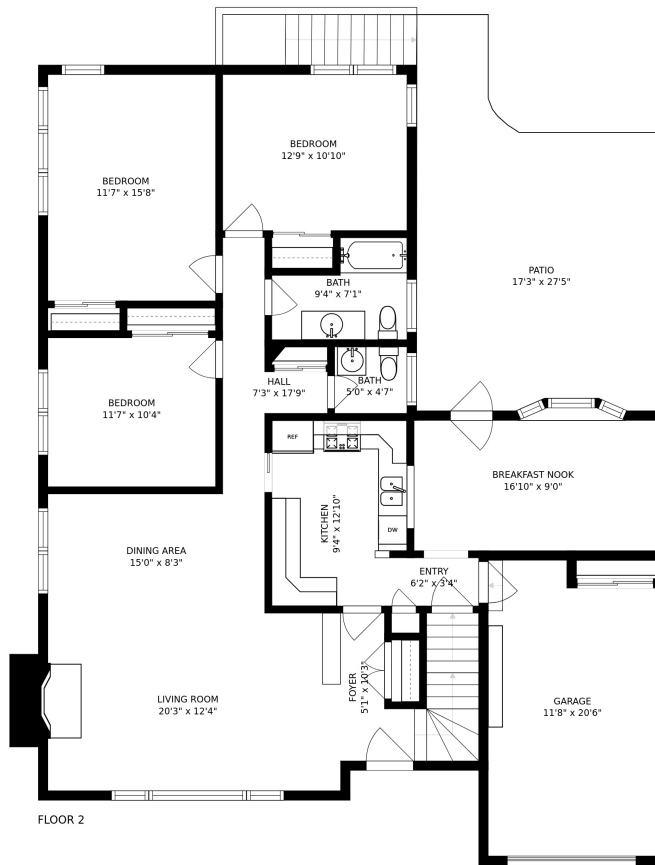 BEDROOM
12'9" x 10'10"
BEDROOM
11'7" x 15'8"
PATIO
17'3" x 27'5"
BATH
9'4" x 7'1"
HALL
7'3" x 17'9"
BATH
5'0" x 4'7"
BEDROOM
11'7" x 10'4"
REF
BREAKFAST NOOK
16'10" x 9'0"
KITCHEN
9'4" x 12'10"
DW
DINING AREA
15'0" x 8'3"
ENTRY
6'2" x 3'4"
FOYER
5'1" x 10'3"
LIVING ROOM
20'3" x 12'4"
GARAGE
11'8" x 20'6"
FLOOR 2